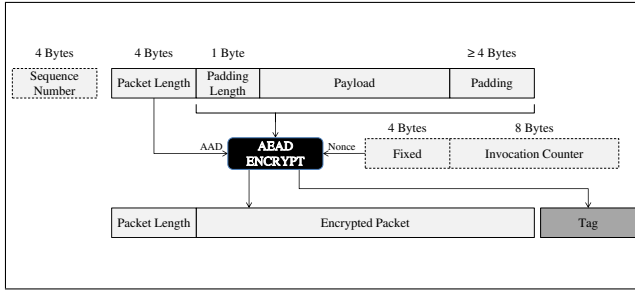 4 Bytes 4 Bytes 1 Byte ≥ 4 Bytes
Sequence
Number
Packet Length
Padding
Length
Payload
Padding
4 Bytes 8 Bytes
AAD
AEAD
ENCRYPT
Nonce
Fixed
Invocation Counter
Packet Length
Encrypted Packet
Tag